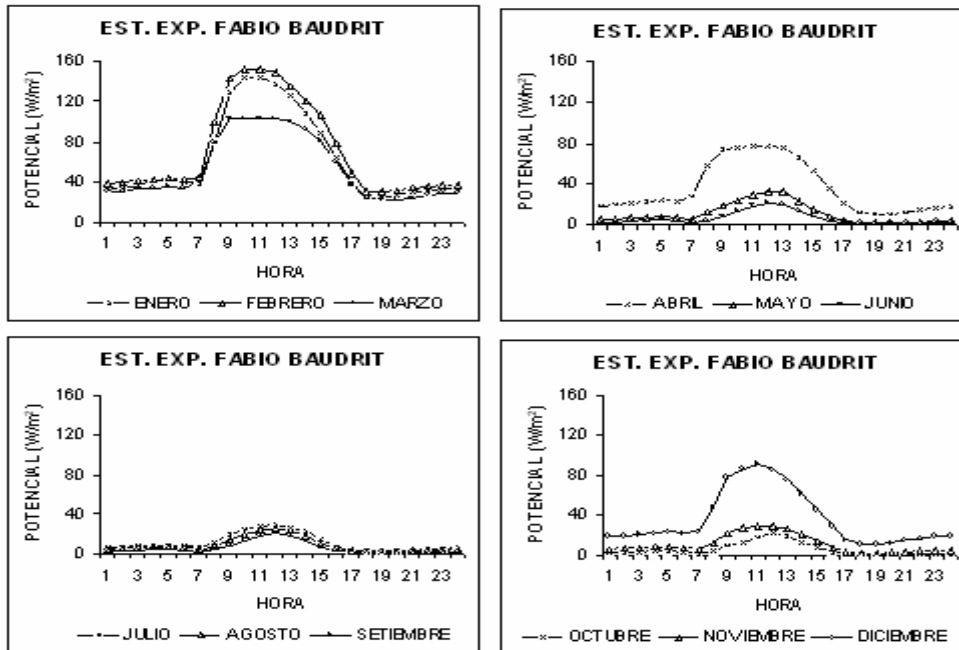 EST. EXP. FABIO BAUDRIT
POTENCIAL (W/m²)
160
120
80
40
0
1 3 5 7 9 11 13 15 17 19 21 23
HORA
ENERO FEBRERO MARZO
EST. EXP. FABIO BAUDRIT
POTENCIAL (W/m²)
160
120
80
40
0
1 3 5 7 9 11 13 15 17 19 21 23
HORA
ABRIL MAYO JUNIO
EST. EXP. FABIO BAUDRIT
POTENCIAL (W/m²)
160
120
80
40
0
1 3 5 7 9 11 13 15 17 19 21 23
HORA
JULIO AGOSTO SETIEMBRE
EST. EXP. FABIO BAUDRIT
POTENCIAL (W/m²)
160
120
80
40
0
1 3 5 7 9 11 13 15 17 19 21 23
HORA
OCTUBRE NOVIEMBRE DICIEMBRE